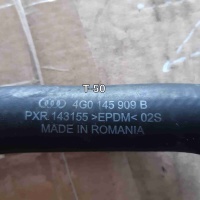 T-50
4G0 145 909 B
PXR 143155 >EPDM< 02S
MADE IN ROMANIA